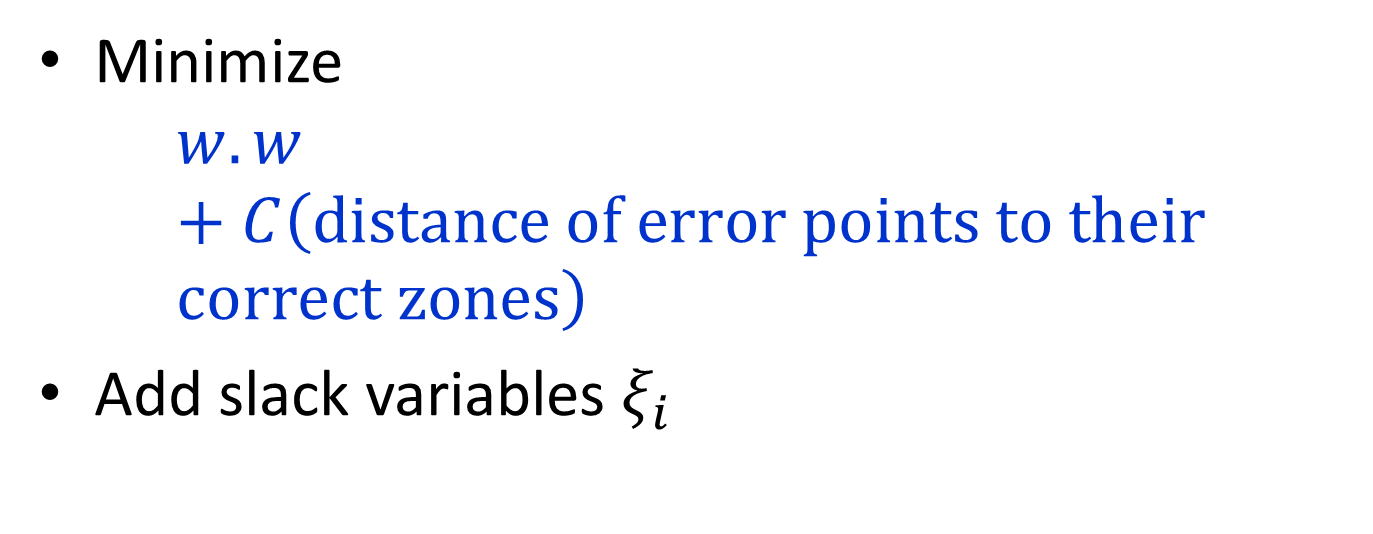 • Minimize
w.w
+ C(distance of error points to their
correct zones)
• Add slack variables ξᵢ